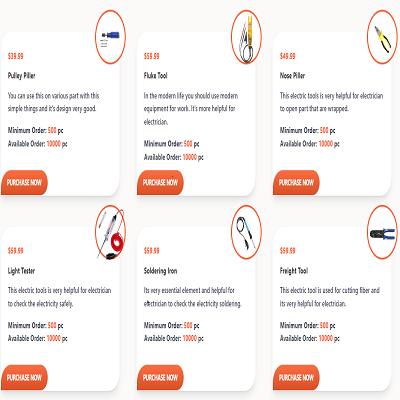 $39.99
Pulley Piller
You can use this on various part with this
simple things and it's design very good.
Minimum Order: 500 pc
Available Order: 10000 pc
PURCHASE NOW
$59.99
Fluke Tool
In the modern life you should use modern
equipment for work. It's more helpful for
electrician.
Minimum Order: 500 pc
Available Order: 10000 pc
PURCHASE NOW
$49.99
Nose Piller
This electric tools is very helpful for electrician
to open part that are wrapped.
Minimum Order: 500 pc
Available Order: 10000 pc
PURCHASE NOW
$59.99
Light Tester
This electric tools is very helpful for electrician
to check the electricity safely.
Minimum Order: 500 pc
Available Order: 10000 pc
PURCHASE NOW
$59.99
Soldering Iron
Its very essential element and helpful for
electrician to check the electricity soldering.
Minimum Order: 500 pc
Available Order: 10000 pc
PURCHASE NOW
$59.99
Freight Tool
This electric tool is used for cutting fiber and
its very helpful for electrician.
Minimum Order: 500 pc
Available Order: 10000 pc
PURCHASE NOW